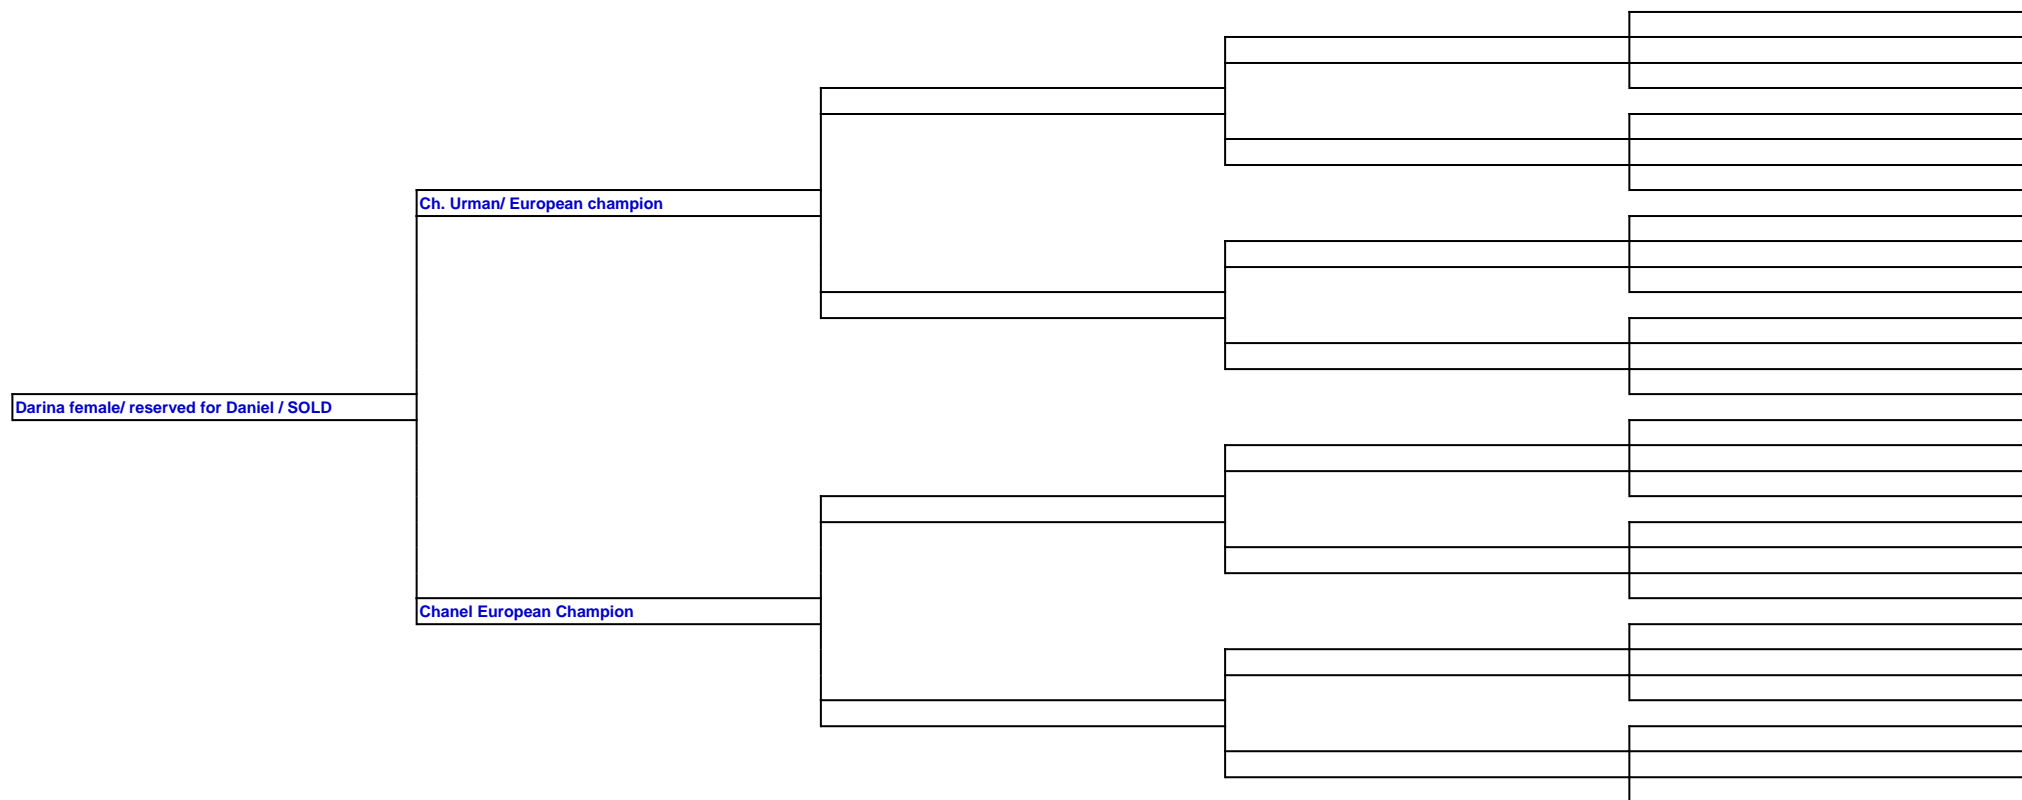 Ch. Urman/ European champion
Darina female/ reserved for Daniel / SOLD
Chanel European Champion